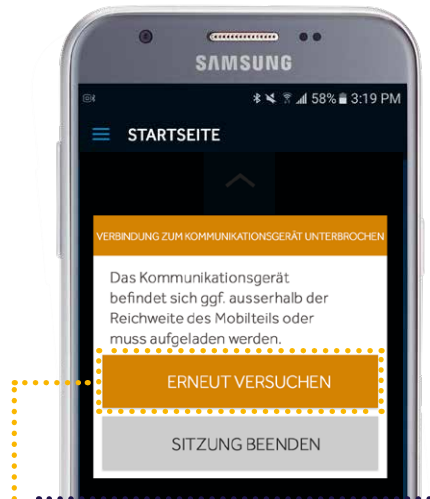 SAMSUNG
58% 3:19 PM
STARTSEITE
VERBINDUNG ZUM KOMMUNIKATIONSGERÄT UNTERBROCHEN
Das Kommunikationsgerät
befindet sich ggf. ausserhalb der
Reichweite des Mobilteils oder
muss aufgeladen werden.
ERNEUT VERSUCHEN
SITZUNG BEENDEN